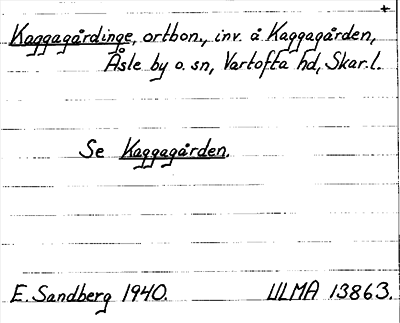 +
Kaggagårdinge, ortbon., inv. å Kaggagården,
Åsle by o. sn, Vartofta hd, Skar.l.
Se Kaggagården.
E. Sandberg 1940. ULMA 13863.